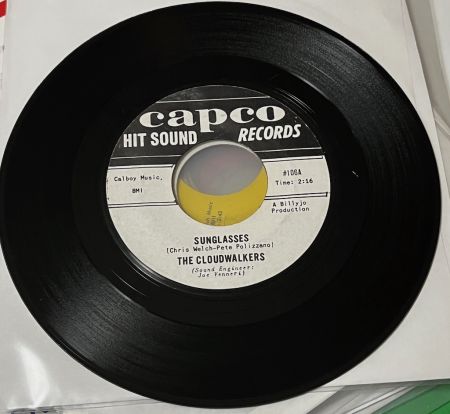 capco
HIT SOUND RECORDS
Calboy Music,
BMI
#106A
Time: 2:16
A Billyjo
Production
SUNGLASSES
(Chris Welch-Pete Polizzano)
THE CLOUDWALKERS
(Sound Engineer:
Joe Venneri)